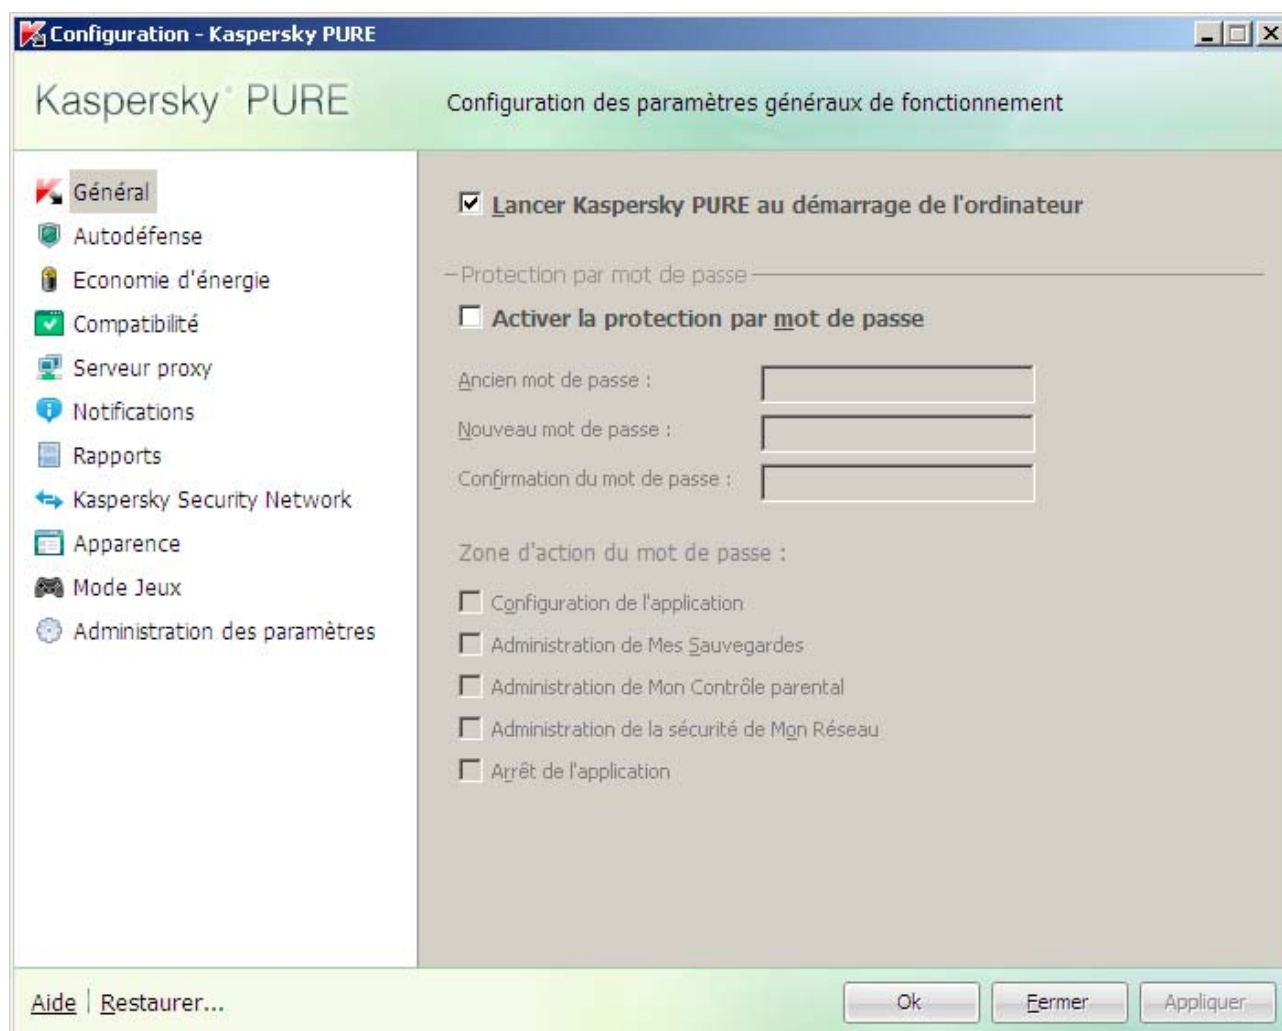 Configuration - Kaspersky PURE
Kaspersky PURE
Configuration des paramètres généraux de fonctionnement
Général
Autodéfense
Economie d'énergie
Compatibilité
Serveur proxy
Notifications
Rapports
Kaspersky Security Network
Apparence
Mode Jeux
Administration des paramètres
Lancer Kaspersky PURE au démarrage de l'ordinateur
Protection par mot de passe
Activer la protection par mot de passe
Ancien mot de passe :
Nouveau mot de passe :
Confirmation du mot de passe :
Zone d'action du mot de passe :
Configuration de l'application
Administration de Mes Sauvegardes
Administration de Mon Contrôle parental
Administration de la sécurité de Mon Réseau
Arrêt de l'application
Aide | Restaurer...
Ok
Fermer
Appliquer